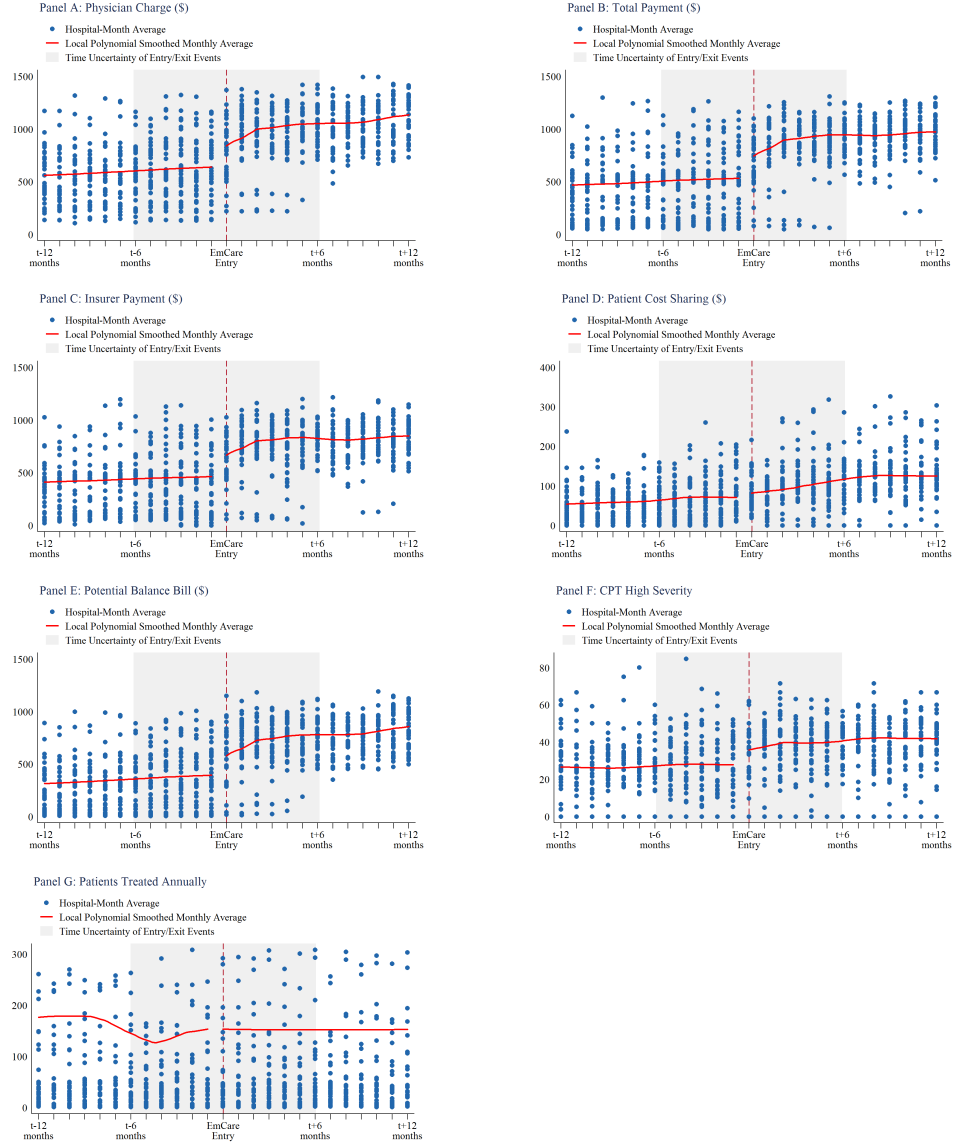 Panel A: Physician Charge ($)
Hospital-Month Average
Local Polynomial Smoothed Monthly Average
Time Uncertainty of Entry/Exit Events
1500
1000
500
0
t-12 months
t-6 months
EmCare Entry
t+6 months
t+12 months
Panel B: Total Payment ($)
Hospital-Month Average
Local Polynomial Smoothed Monthly Average
Time Uncertainty of Entry/Exit Events
1500
1000
500
0
t-12 months
t-6 months
EmCare Entry
t+6 months
t+12 months
Panel C: Insurer Payment ($)
Hospital-Month Average
Local Polynomial Smoothed Monthly Average
Time Uncertainty of Entry/Exit Events
1500
1000
500
0
t-12 months
t-6 months
EmCare Entry
t+6 months
t+12 months
Panel D: Patient Cost Sharing ($)
Hospital-Month Average
Local Polynomial Smoothed Monthly Average
Time Uncertainty of Entry/Exit Events
400
300
200
100
0
t-12 months
t-6 months
EmCare Entry
t+6 months
t+12 months
Panel E: Potential Balance Bill ($)
Hospital-Month Average
Local Polynomial Smoothed Monthly Average
Time Uncertainty of Entry/Exit Events
1500
1000
500
0
t-12 months
t-6 months
EmCare Entry
t+6 months
t+12 months
Panel F: CPT High Severity
Hospital-Month Average
Local Polynomial Smoothed Monthly Average
Time Uncertainty of Entry/Exit Events
80
60
40
20
0
t-12 months
t-6 months
EmCare Entry
t+6 months
t+12 months
Panel G: Patients Treated Annually
Hospital-Month Average
Local Polynomial Smoothed Monthly Average
Time Uncertainty of Entry/Exit Events
300
200
100
0
t-12 months
t-6 months
EmCare Entry
t+6 months
t+12 months